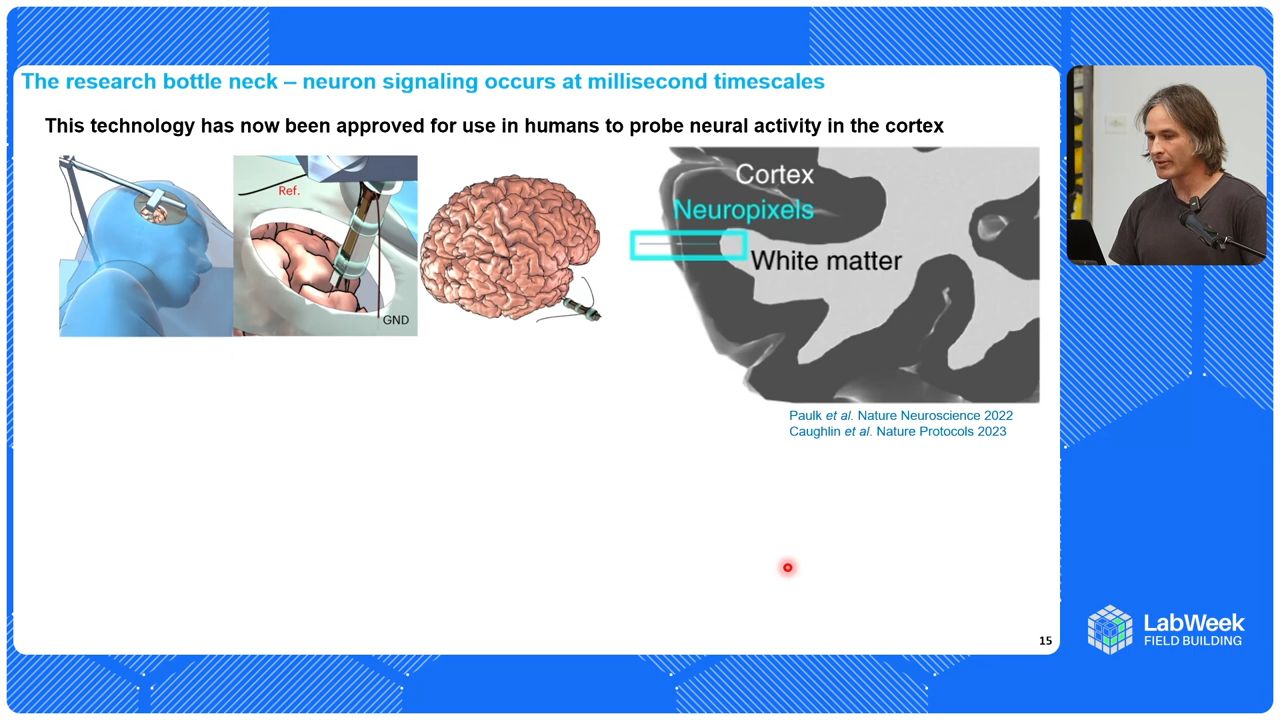 The research bottle neck – neuron signaling occurs at millisecond timescales
This technology has now been approved for use in humans to probe neural activity in the cortex
Ref.
GND
Cortex
Neuropixels
White matter
Paulk et al. Nature Neuroscience 2022
Caughlin et al. Nature Protocols 2023
15
LabWeek
FIELD BUILDING